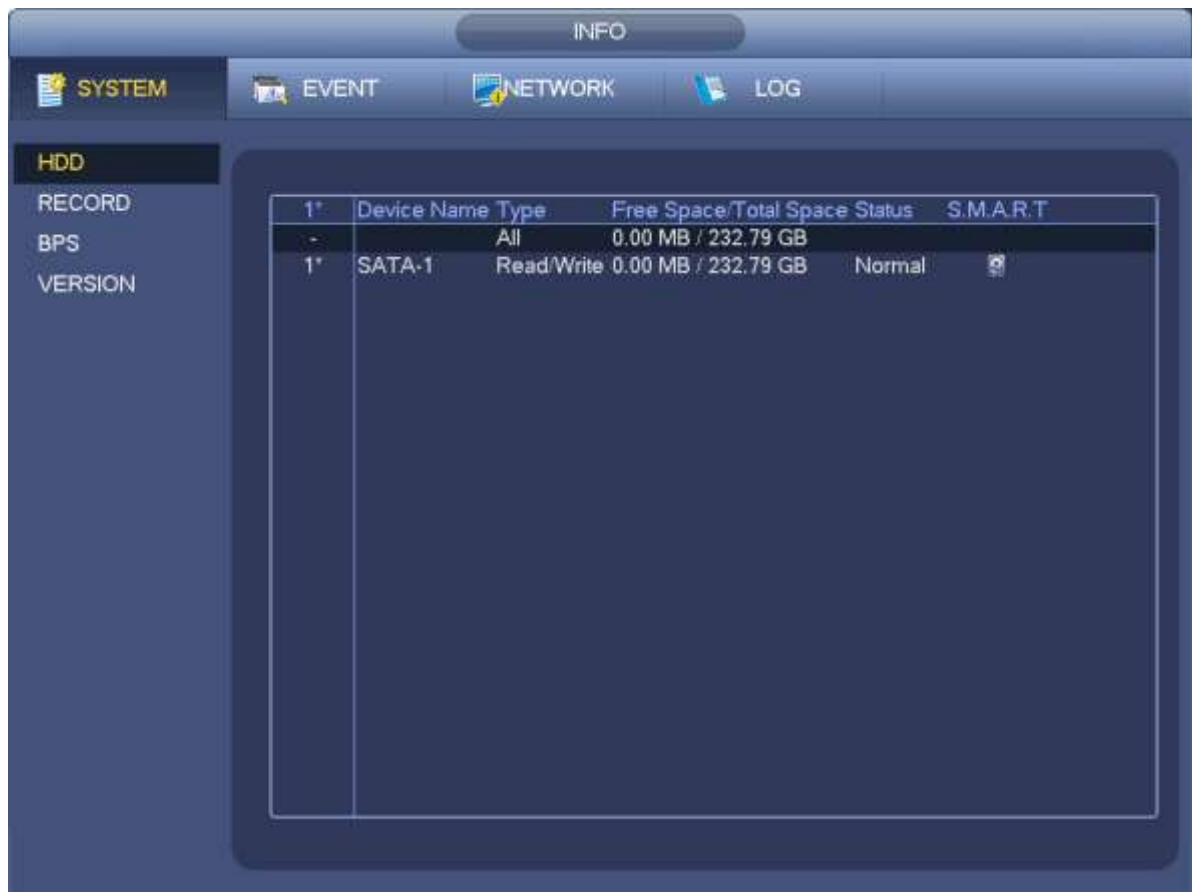 INFO
SYSTEM EVENT NETWORK LOG
HDD
RECORD
BPS
VERSION
1* Device Name Type Free Space/Total Space Status S.M.A.R.T
- All 0.00 MB / 232.79 GB
1* SATA-1 Read/Write 0.00 MB / 232.79 GB Normal